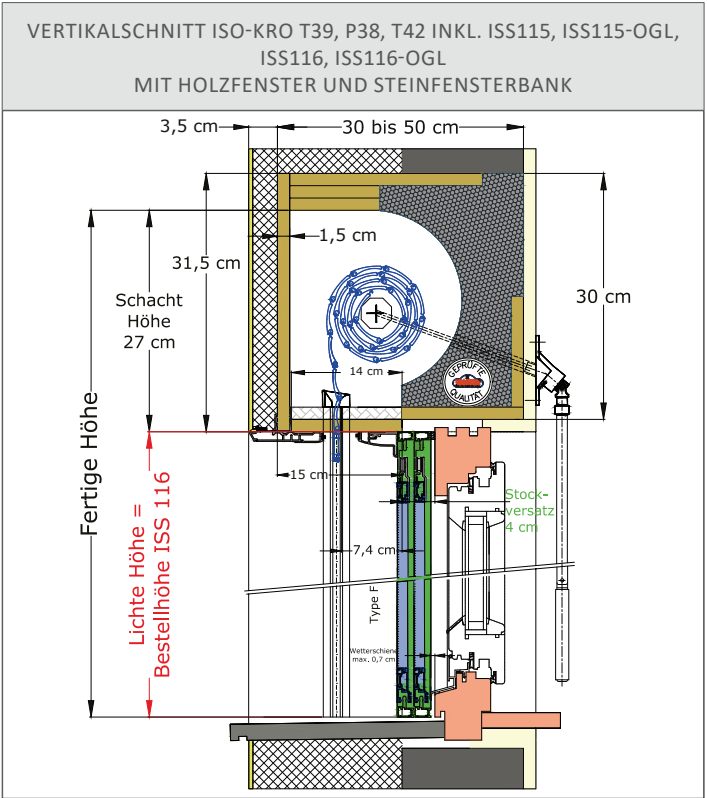 VERTIKALSCHNITT ISO-KRO T39, P38, T42 INKL. ISS115, ISS115-OGL,
ISS116, ISS116-OGL
MIT HOLZFENSTER UND STEINFENSTERBANK
3,5 cm
30 bis 50 cm
1,5 cm
31,5 cm
Schacht
Höhe
27 cm
30 cm
14 cm
GEPRÜFTE
QUALITÄT
Fertige Höhe
Lichte Höhe =
Bestellhöhe ISS 116
15 cm
Stock-
versatz
4 cm
7,4 cm
Type F
Wetterschiene
max. 0,7 cm